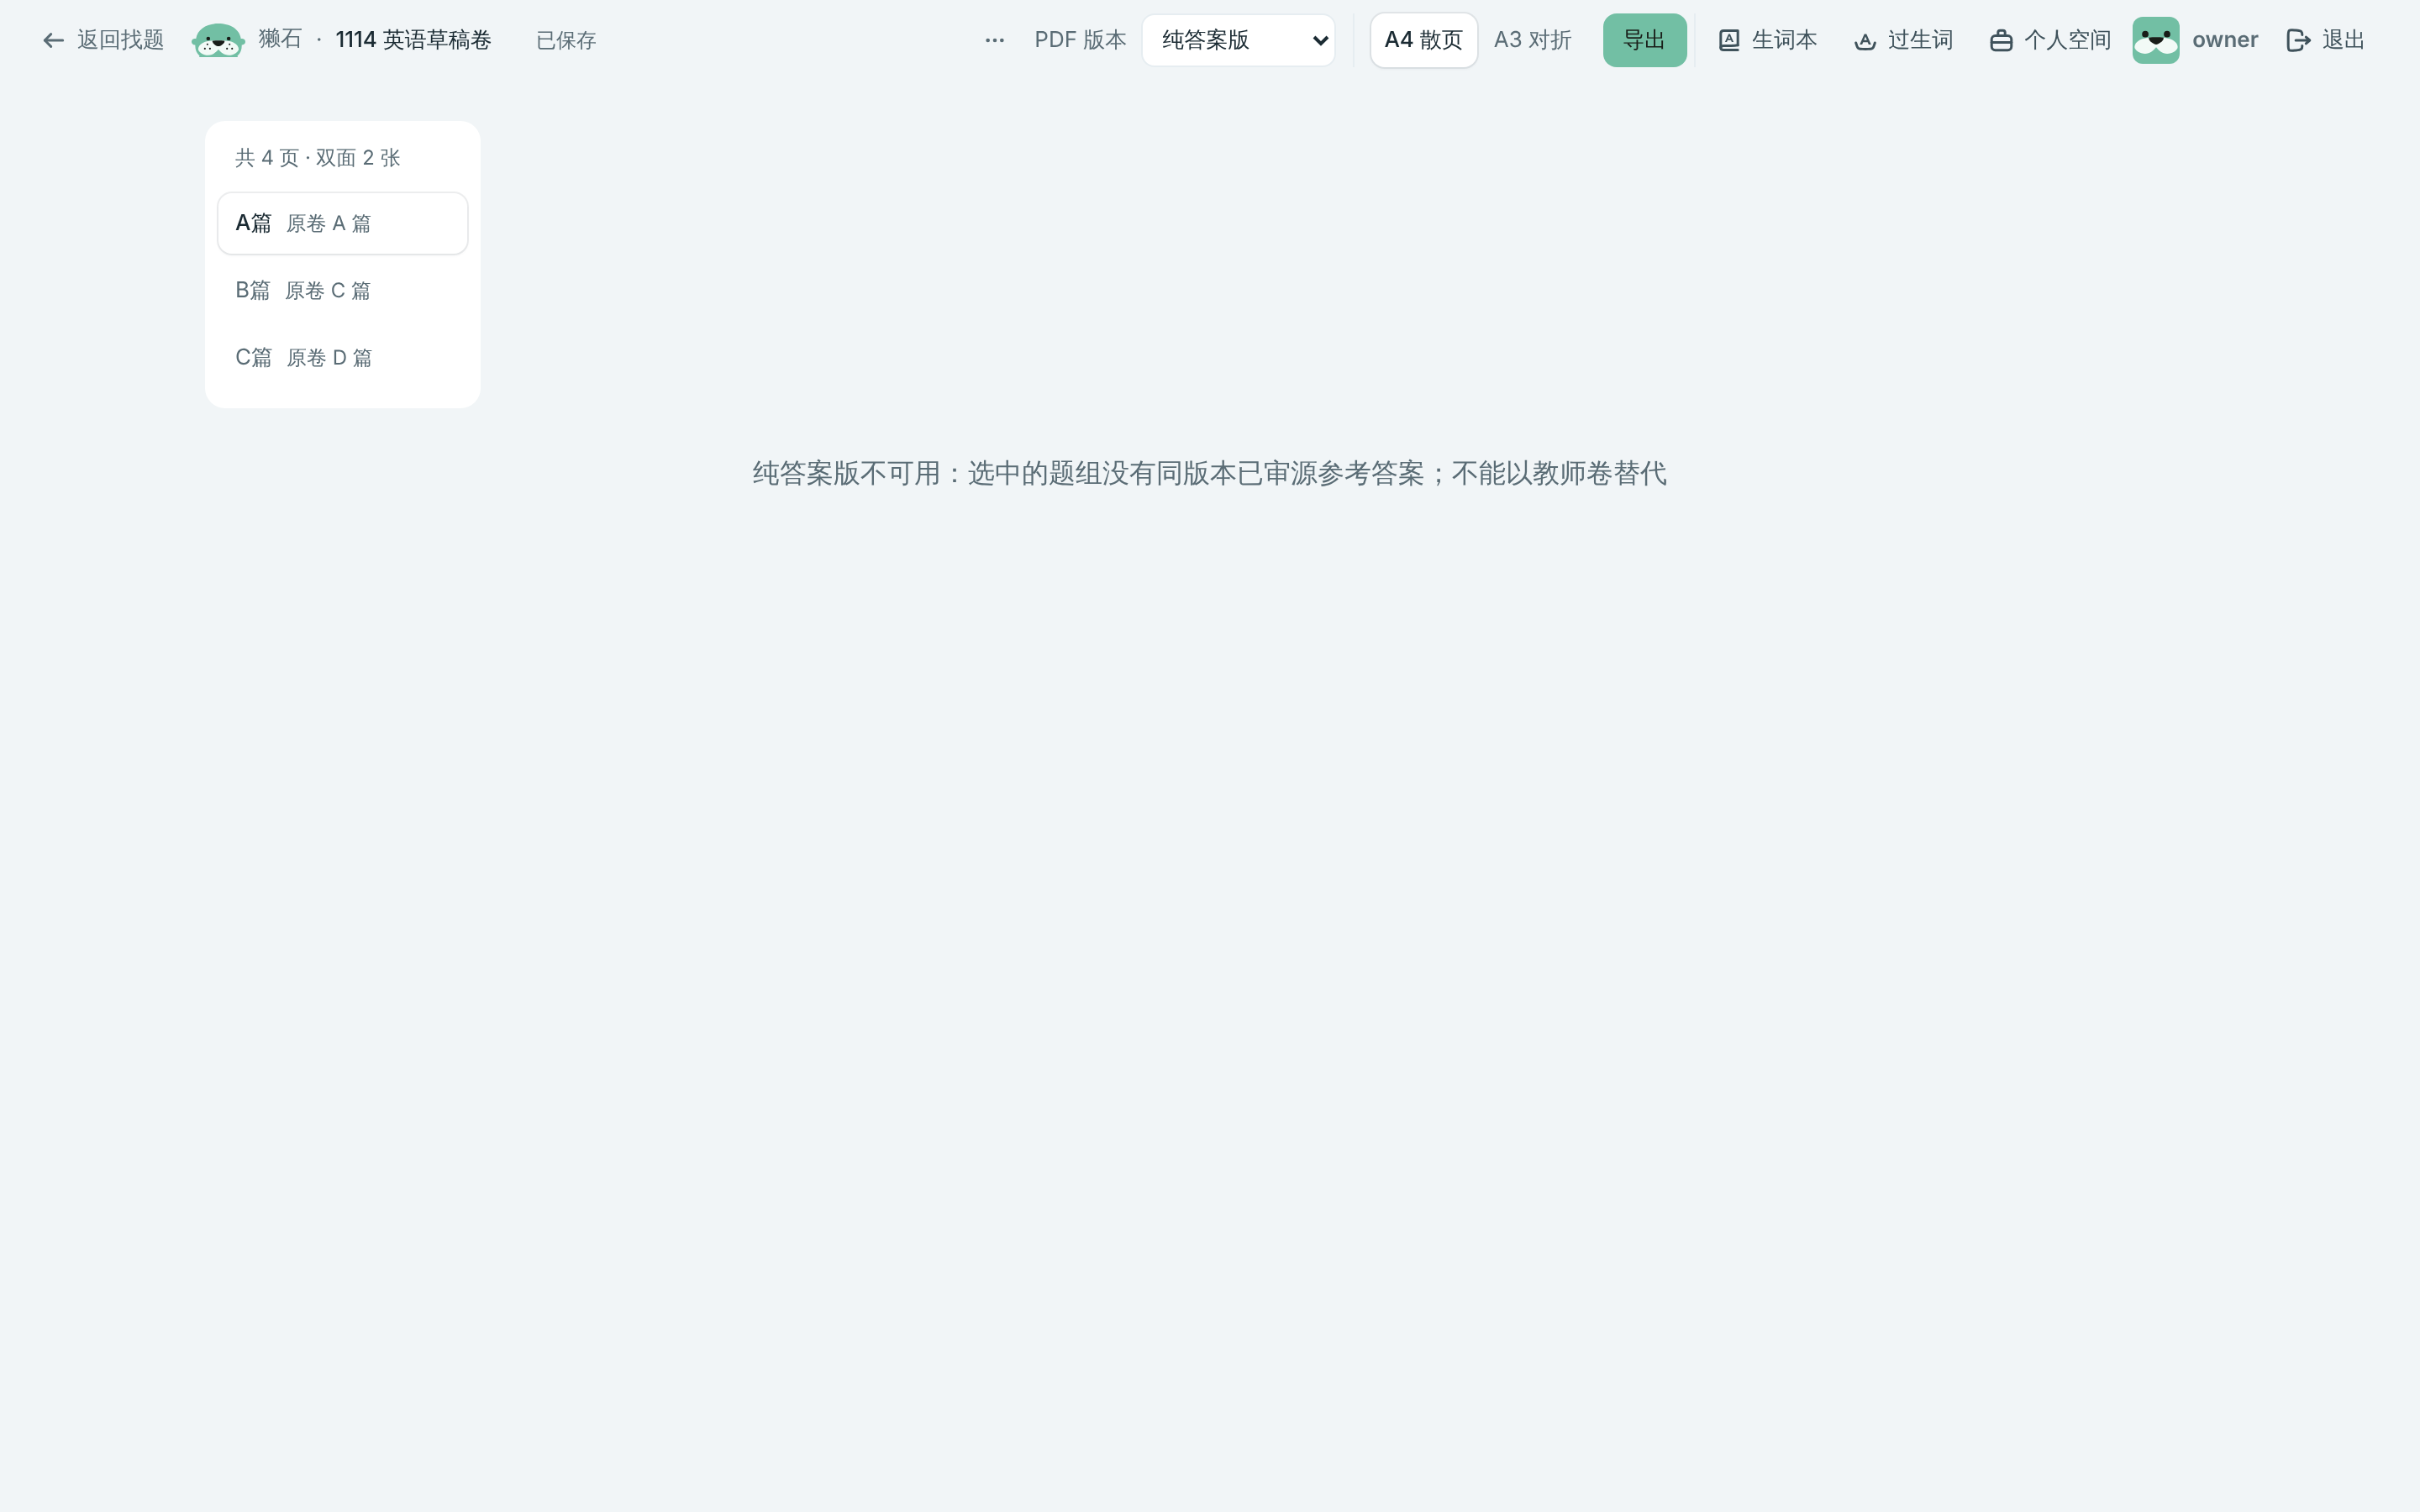 返回找题 獭石 · 1114 英语草稿卷 已保存 ··· PDF 版本 纯答案版 A4 散页 A3 对折 导出 生词本 过生词 个人空间 owner 退出
共 4 页 · 双面 2 张
A篇 原卷 A 篇
B篇 原卷 C 篇
C篇 原卷 D 篇
纯答案版不可用：选中的题组没有同版本已审源参考答案；不能以教师卷替代